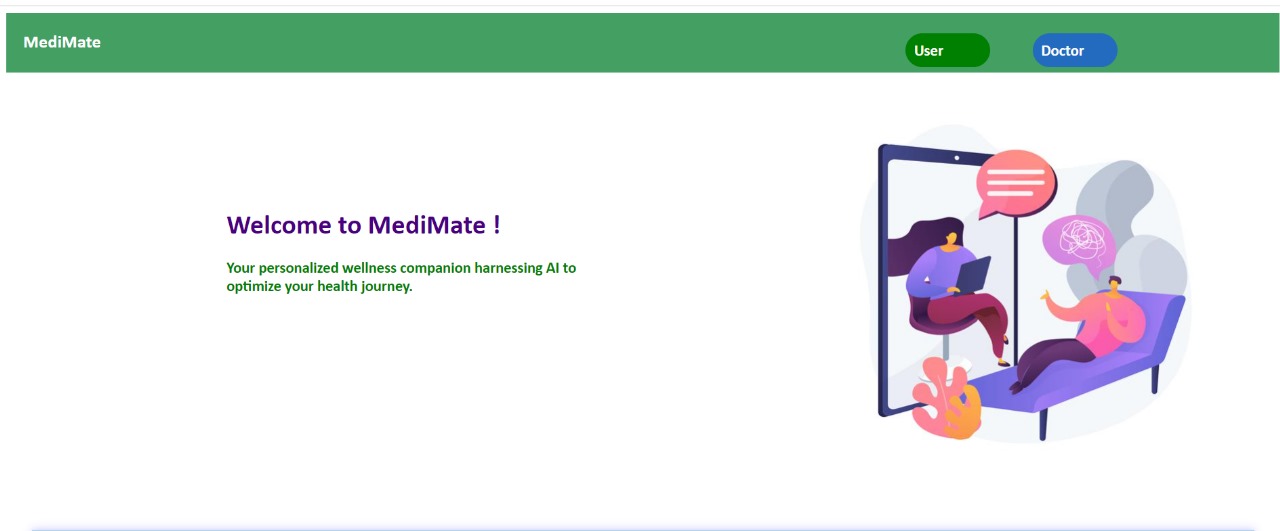 MediMate
User
Doctor
Welcome to MediMate !
Your personalized wellness companion harnessing AI to
optimize your health journey.